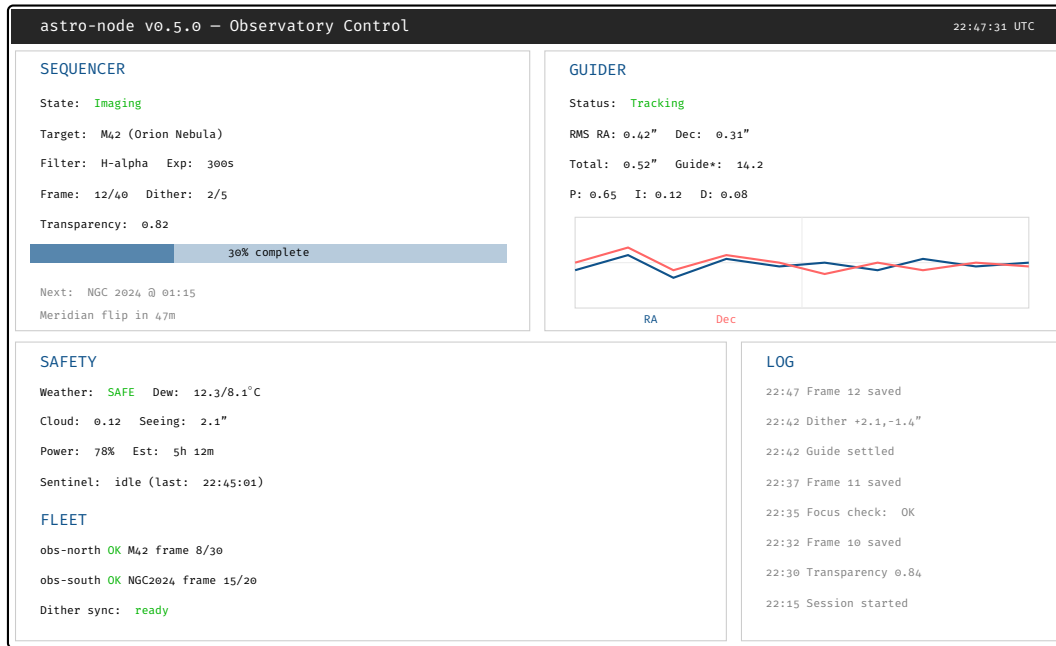 astro-node v0.5.0 — Observatory Control
22:47:31 UTC
SEQUENCER
State: Imaging
Target: M42 (Orion Nebula)
Filter: H-alpha Exp: 300s
Frame: 12/40 Dither: 2/5
Transparency: 0.82
30% complete
Next: NGC 2024 @ 01:15
Meridian flip in 47m
GUIDER
Status: Tracking
RMS RA: 0.42” Dec: 0.31”
Total: 0.52” Guide*: 14.2
P: 0.65 I: 0.12 D: 0.08
RA Dec
SAFETY
Weather: SAFE Dew: 12.3/8.1°C
Cloud: 0.12 Seeing: 2.1”
Power: 78% Est: 5h 12m
Sentinel: idle (last: 22:45:01)
FLEET
obs-north OK M42 frame 8/30
obs-south OK NGC2024 frame 15/20
Dither sync: ready
LOG
22:47 Frame 12 saved
22:42 Dither +2.1,-1.4”
22:42 Guide settled
22:37 Frame 11 saved
22:35 Focus check: OK
22:32 Frame 10 saved
22:30 Transparency 0.84
22:15 Session started